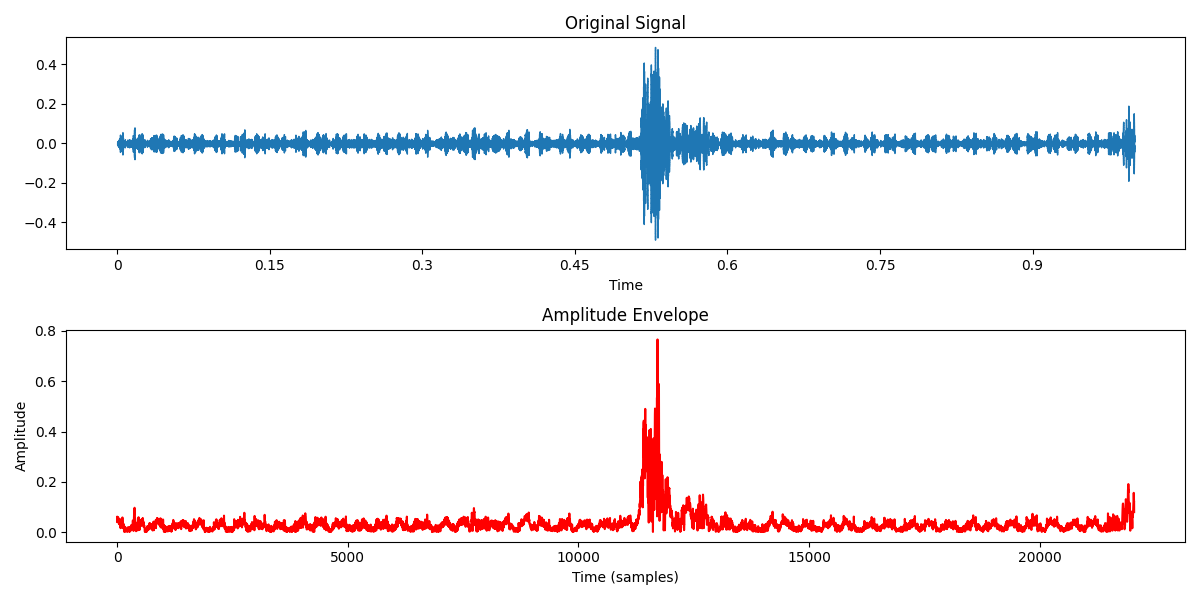 Original Signal
0.4
0.2
0.0
−0.2
−0.4
0 0.15 0.3 0.45 0.6 0.75 0.9
Time
Amplitude Envelope
0.8
0.6
0.4
0.2
0.0
Amplitude
0 5000 10000 15000 20000
Time (samples)